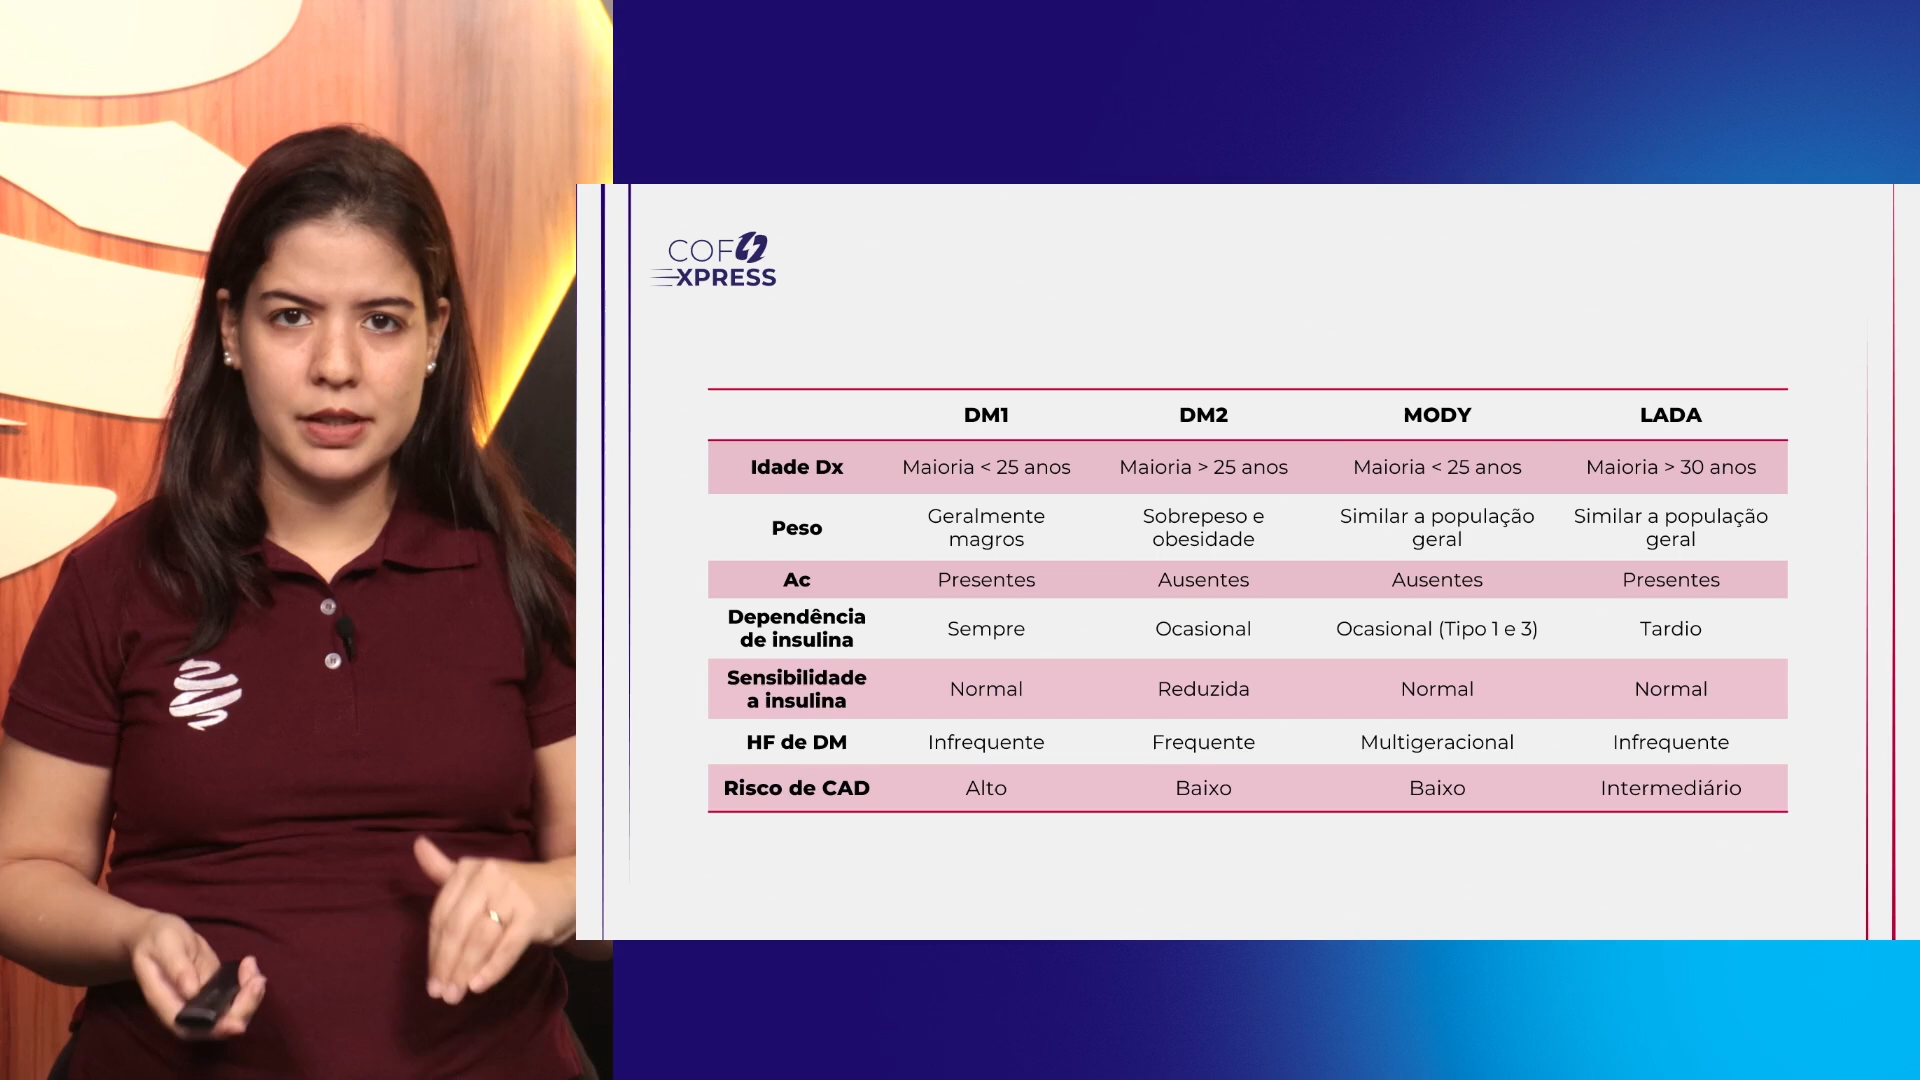 COF
XPRESS
DM1 DM2 MODY LADA
Idade Dx Maioria < 25 anos Maioria > 25 anos Maioria < 25 anos Maioria > 30 anos
Peso Geralmente magros Sobrepeso e obesidade Similar a população geral Similar a população geral
Ac Presentes Ausentes Ausentes Presentes
Dependência de insulina Sempre Ocasional Ocasional (Tipo 1 e 3) Tardio
Sensibilidade a insulina Normal Reduzida Normal Normal
HF de DM Infrequente Frequente Multigeracional Infrequente
Risco de CAD Alto Baixo Baixo Intermediário